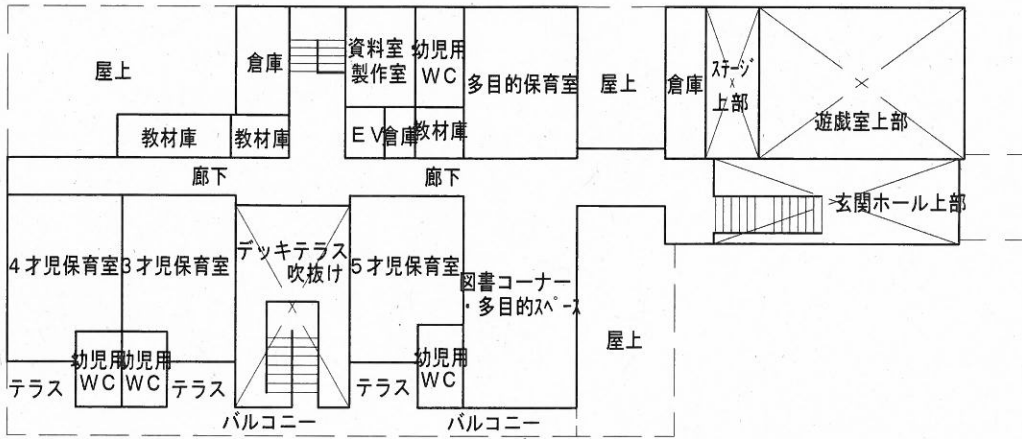 屋上
倉庫
資料室
製作室
幼児用
WC
多目的保育室
屋上
倉庫
ステージ
上部
遊戯室上部
教材庫
教材庫
EV
倉庫
教材庫
廊下
廊下
玄関ホール上部
4才児保育室
3才児保育室
デッキテラス
吹抜け
5才児保育室
図書コーナー
・多目的スペース
屋上
テラス
幼児用
WC
幼児用
WC
テラス
テラス
幼児用
WC
バルコニー
バルコニー